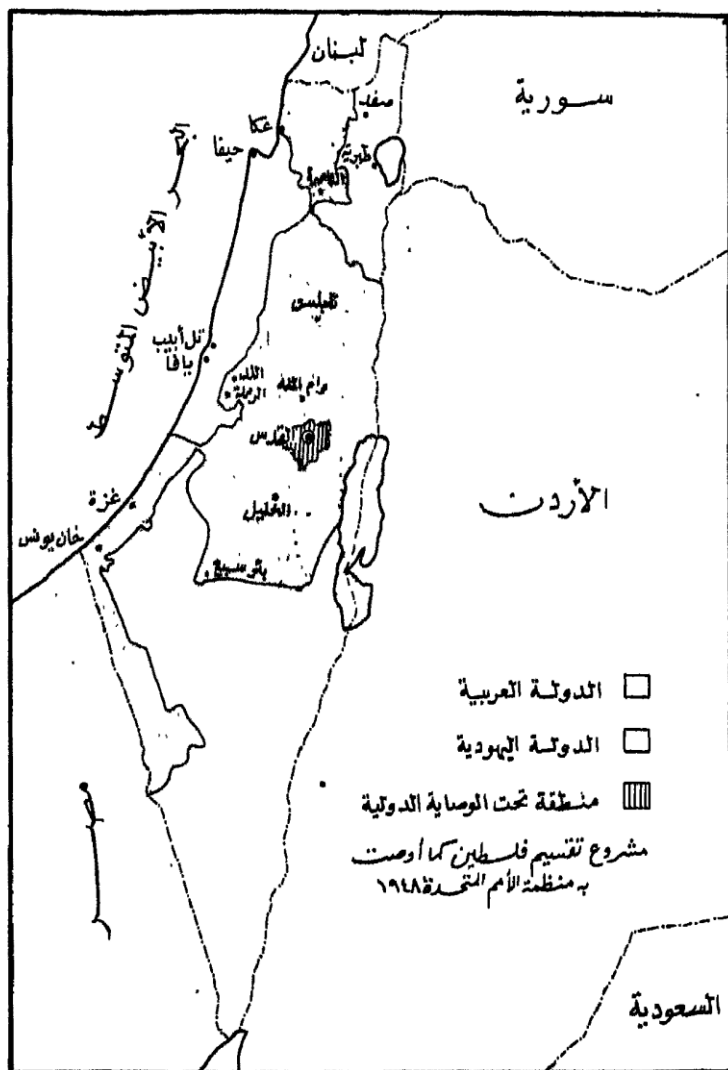 لبنان
سورية
صفد
عكا
حيفا
طبرية
البحر الأبيض المتوسط
نابلس
تل أبيب
يافا
اللد
الرملة
رام الله
القدس
غزة
الخليل
الأردن
خان يونس
بئر سبع
الدولة العربية
الدولة اليهودية
منطقة تحت الوصاية الدولية
مشروع تقسيم فلسطين كما أوصت
به منظمة الأمم المتحدة ١٩٤٨
مصر
السعودية